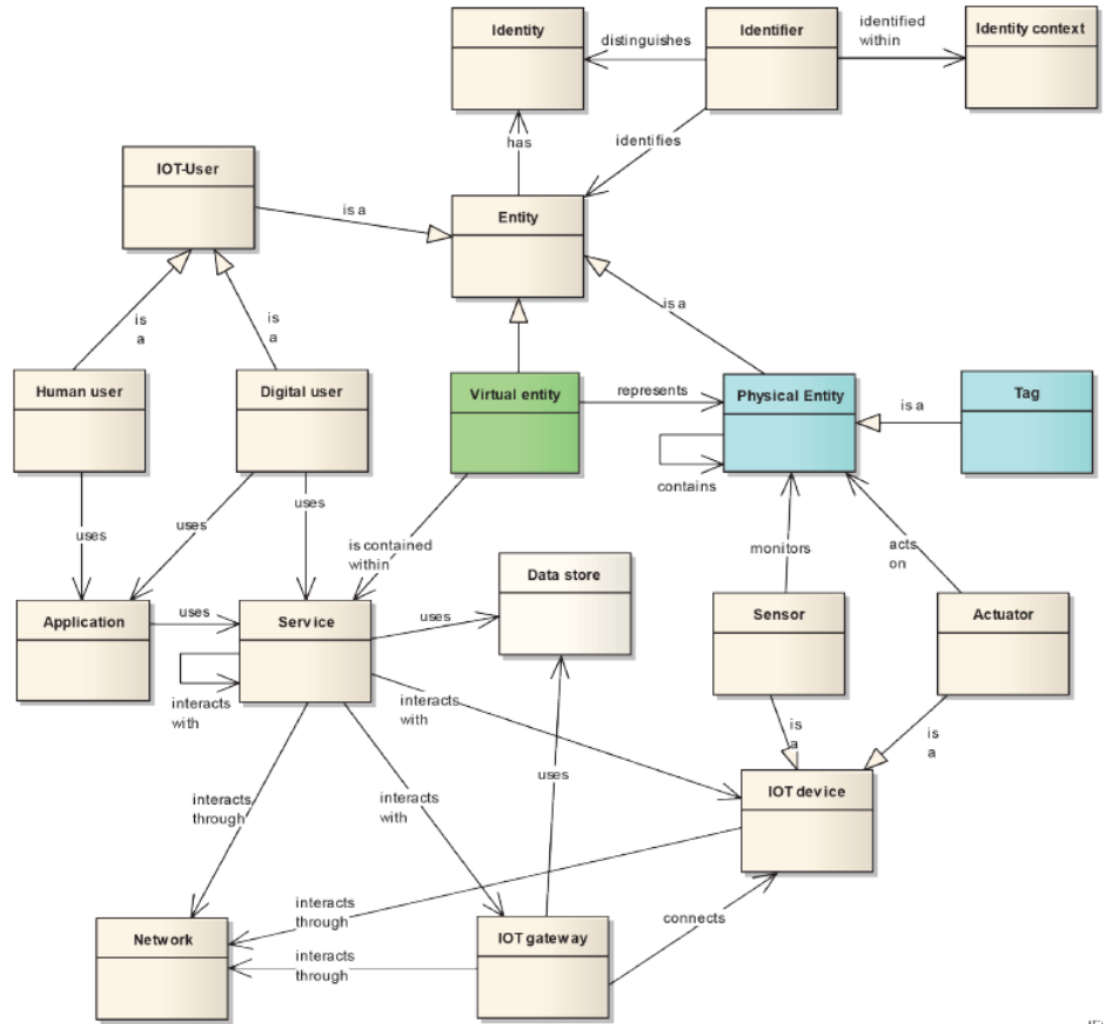 Identity
Identifier
Identity context
distinguishes
identified
within
has
identifies
IOT-User
Entity
is a
is a
is
a
is
a
Human user
Digital user
Virtual entity
represents
Physical Entity
is a
Tag
contains
uses
uses
uses
is contained
within
monitors
acts
on
Data store
Application
uses
Service
uses
Sensor
Actuator
interacts
with
interacts
with
is
a
is
a
uses
IOT device
interacts
through
interacts
with
interacts
through
connects
Network
IOT gateway
interacts
through